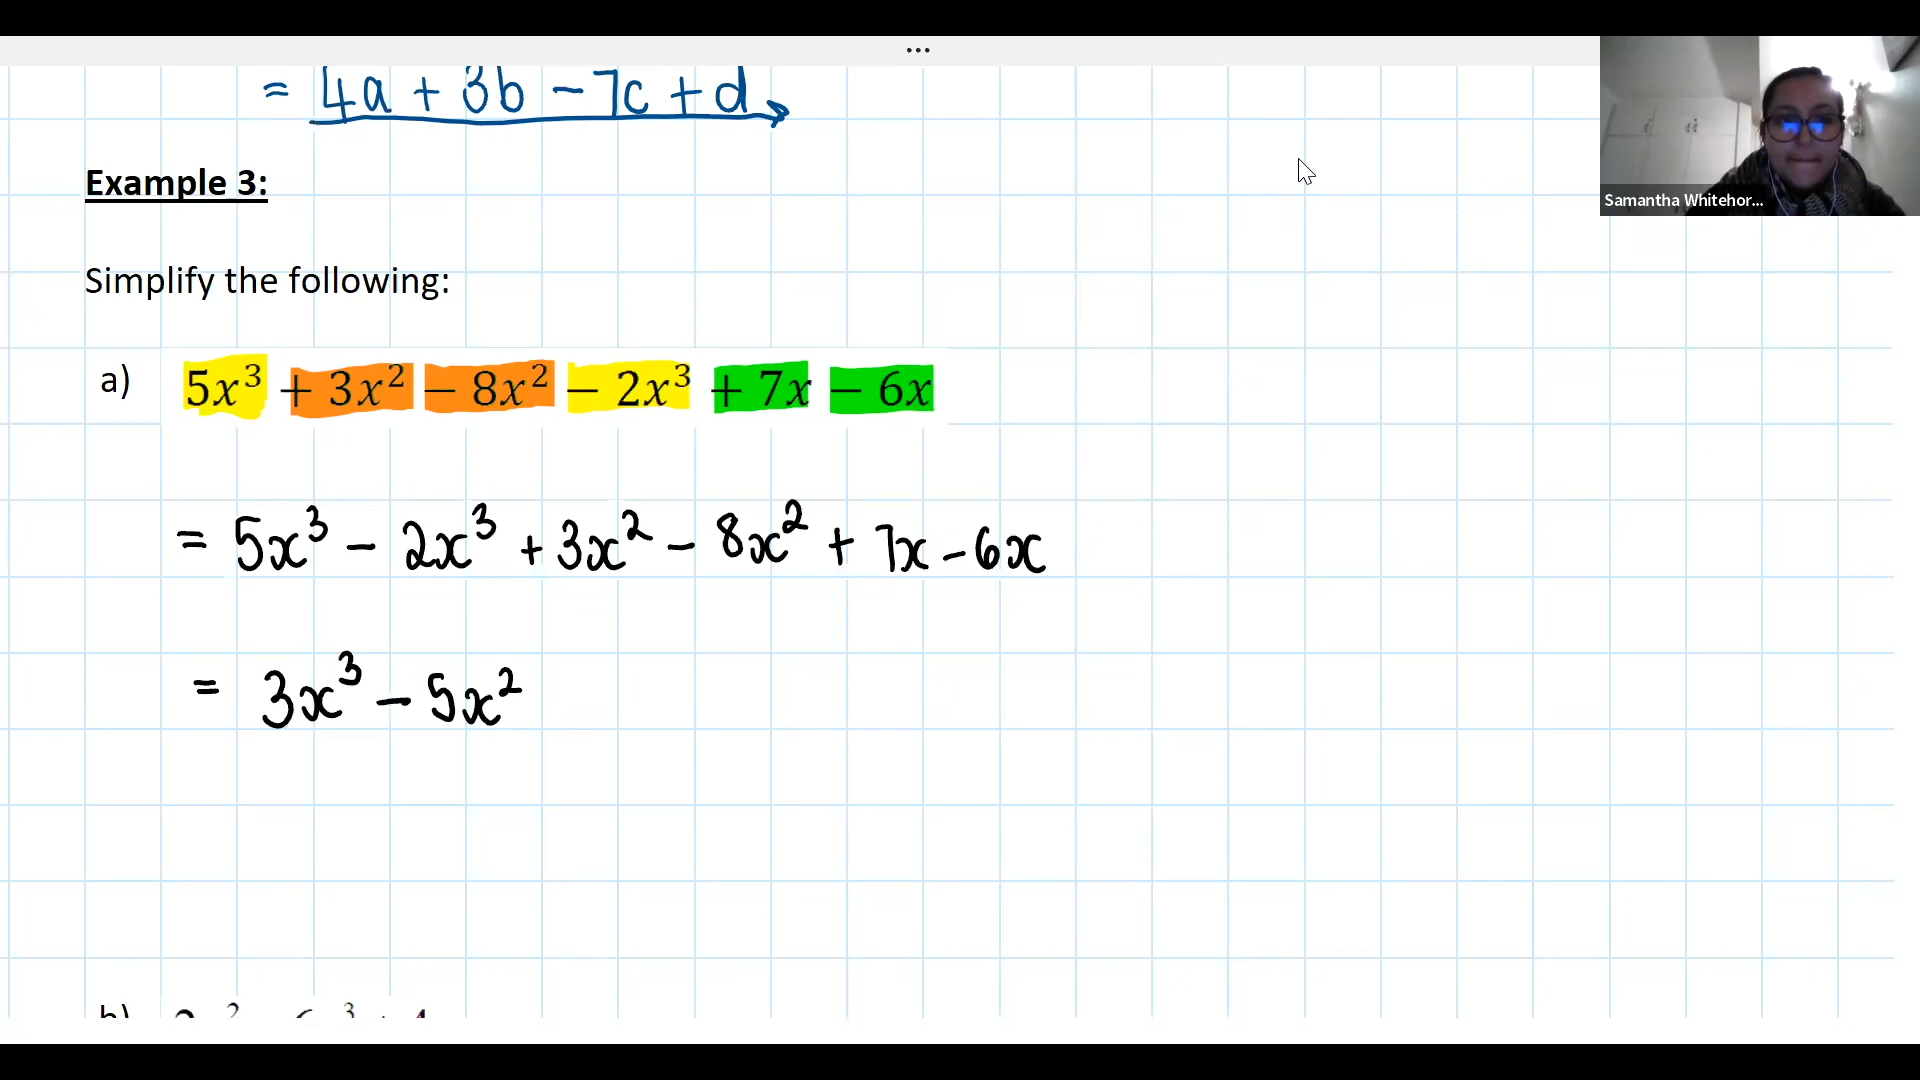 = 4a + 3b - 7c + d
Samantha Whitehor...
Example 3:
Simplify the following:
a) 5x³ + 3x² − 8x² − 2x³ + 7x − 6x
= 5x³ - 2x³ + 3x² - 8x² + 7x - 6x
= 3x³ - 5x²